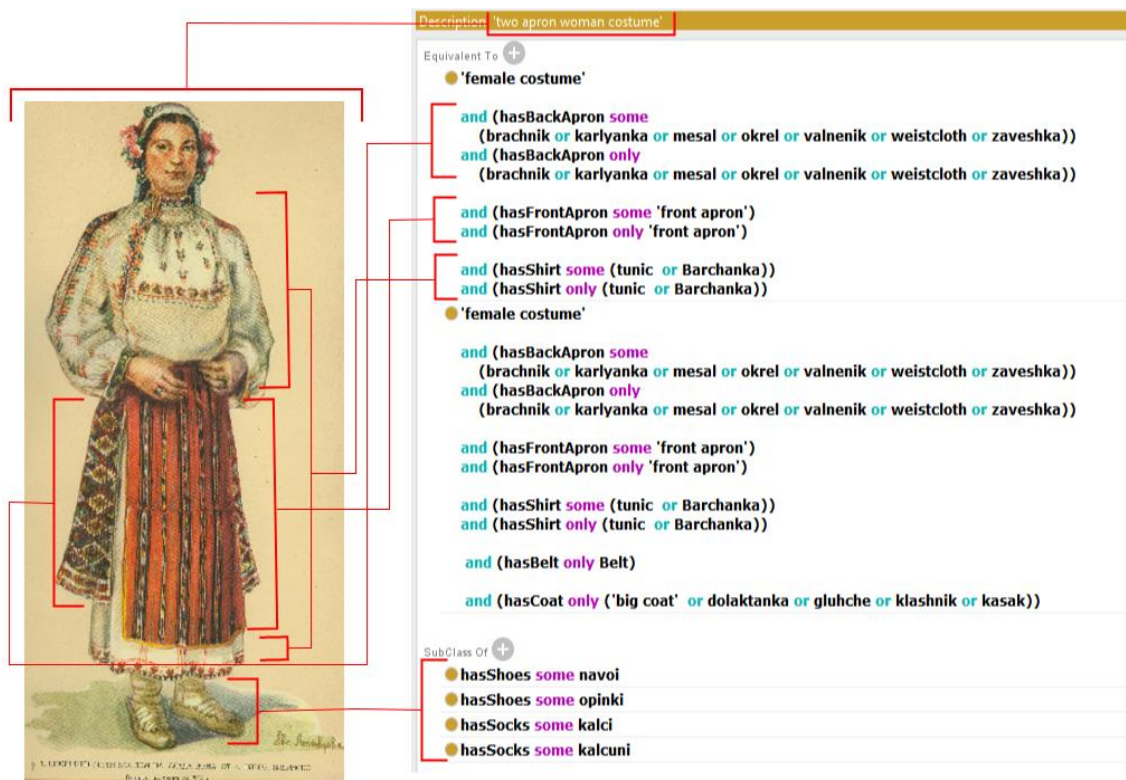 Description: 'two apron woman costume'
Equivalent To
'female costume'
and (hasBackApron some
(brachnik or karlyanka or mesal or okrel or valnenik or weistcloth or zaveshka))
and (hasBackApron only
(brachnik or karlyanka or mesal or okrel or valnenik or weistcloth or zaveshka))
and (hasFrontApron some 'front apron')
and (hasFrontApron only 'front apron')
and (hasShirt some (tunic or Barchanka))
and (hasShirt only (tunic or Barchanka))
'female costume'
and (hasBackApron some
(brachnik or karlyanka or mesal or okrel or valnenik or weistcloth or zaveshka))
and (hasBackApron only
(brachnik or karlyanka or mesal or okrel or valnenik or weistcloth or zaveshka))
and (hasFrontApron some 'front apron')
and (hasFrontApron only 'front apron')
and (hasShirt some (tunic or Barchanka))
and (hasShirt only (tunic or Barchanka))
and (hasBelt only Belt)
and (hasCoat only ('big coat' or dolaktanka or gluhche or klashnik or kasak))
SubClass Of
hasShoes some navoi
hasShoes some opinki
hasSocks some kalci
hasSocks some kalcuni